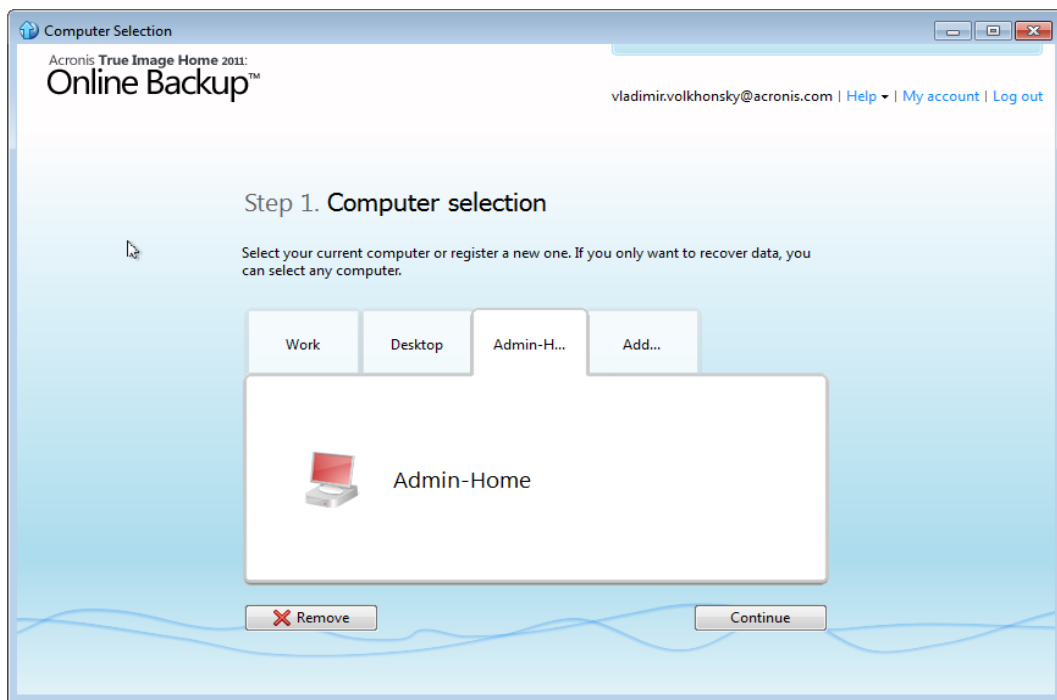 Computer Selection
Acronis True Image Home 2011:
Online Backup™
vladimir.volkhonsky@acronis.com | Help | My account | Log out
Step 1. Computer selection
Select your current computer or register a new one. If you only want to recover data, you
can select any computer.
Work Desktop Admin-H... Add...
Admin-Home
Remove Continue